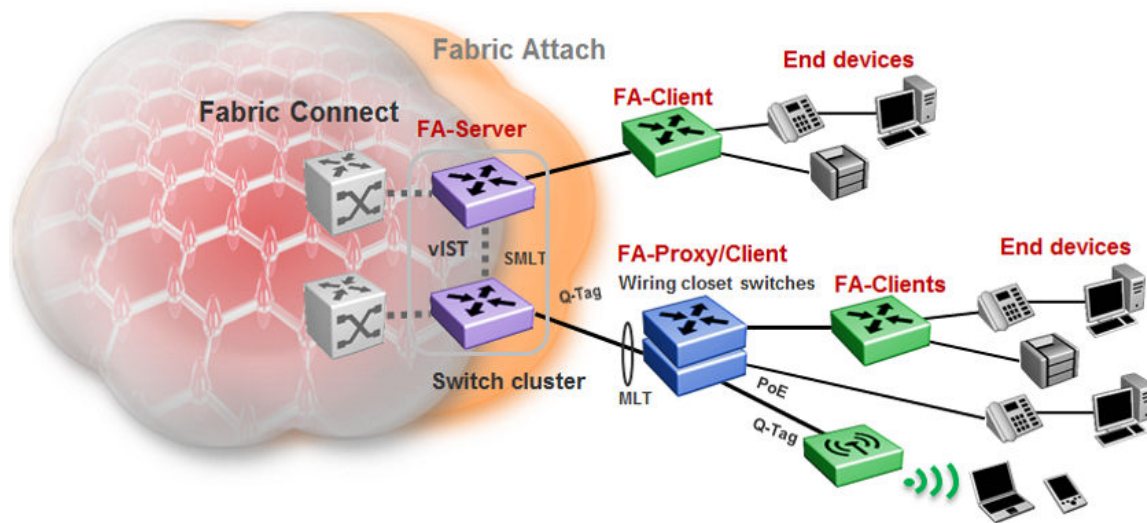 Fabric Attach
End devices
Fabric Connect
FA-Client
FA-Server
vIST
SMLT
Q-Tag
FA-Proxy/Client
Wiring closet switches
End devices
FA-Clients
Switch cluster
MLT
PoE
Q-Tag